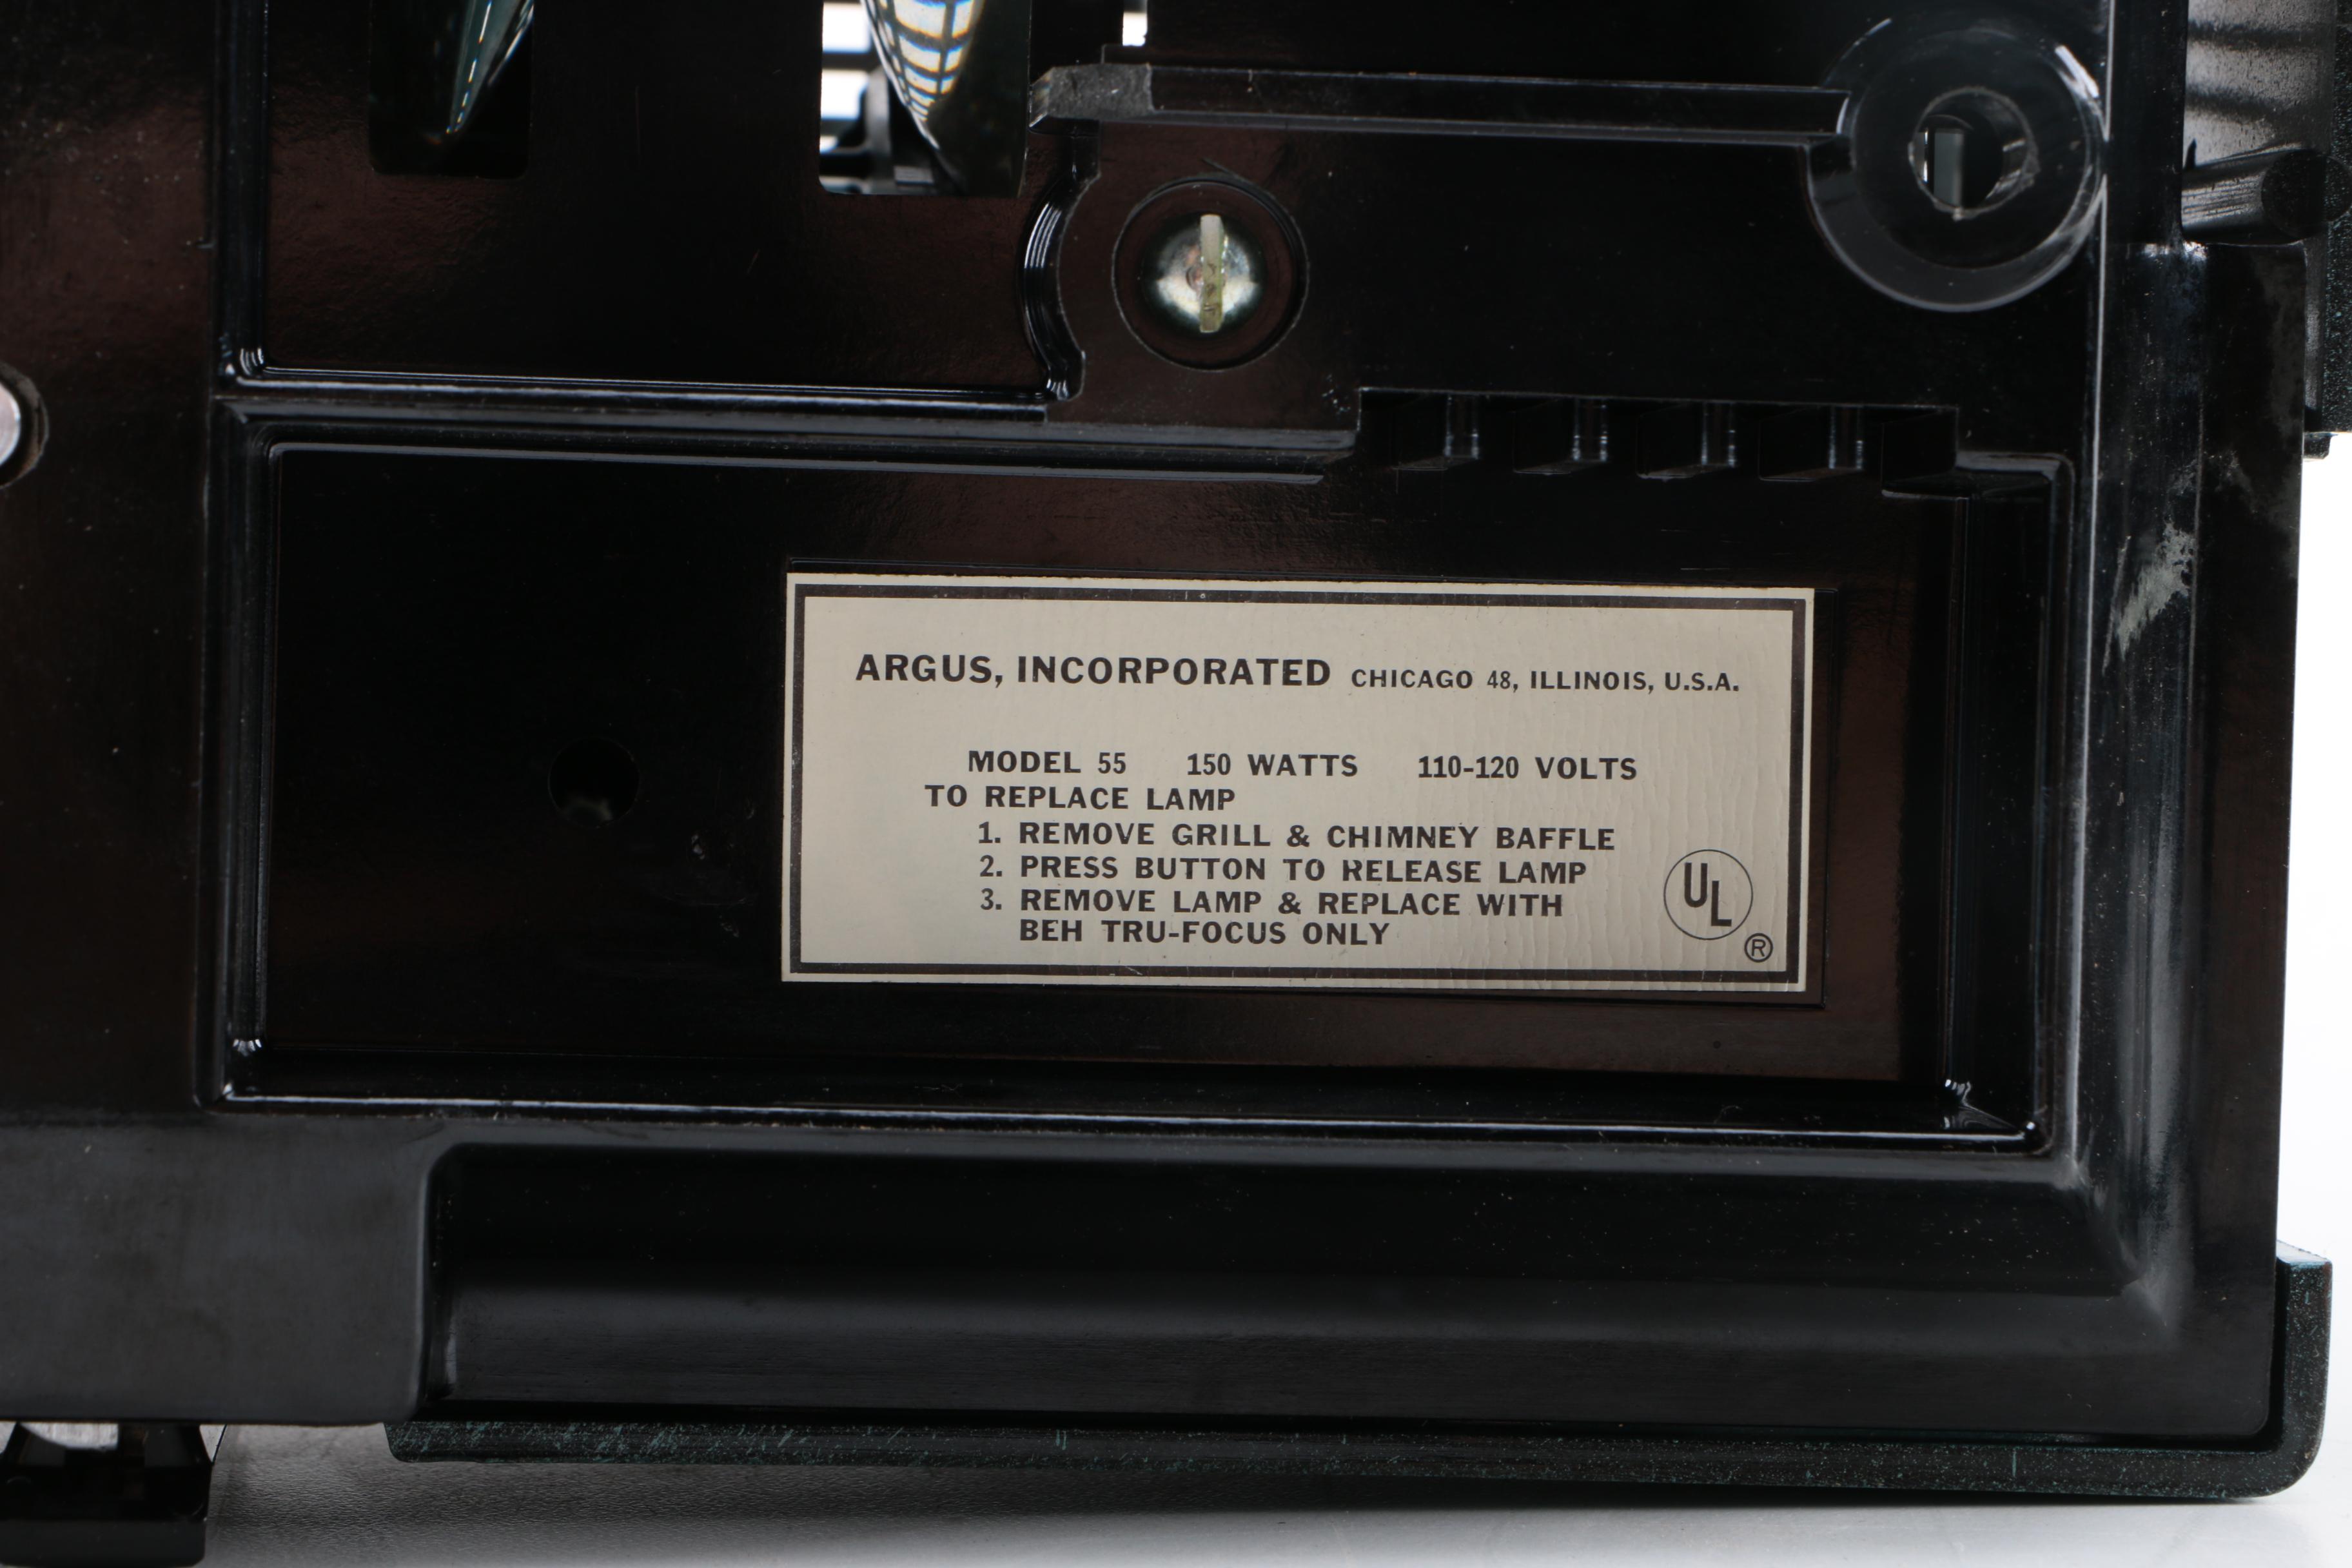 ARGUS, INCORPORATED CHICAGO 48, ILLINOIS, U.S.A.
MODEL 55 150 WATTS 110-120 VOLTS
TO REPLACE LAMP
1. REMOVE GRILL & CHIMNEY BAFFLE
2. PRESS BUTTON TO RELEASE LAMP
3. REMOVE LAMP & REPLACE WITH
BEH TRU-FOCUS ONLY
UL
®